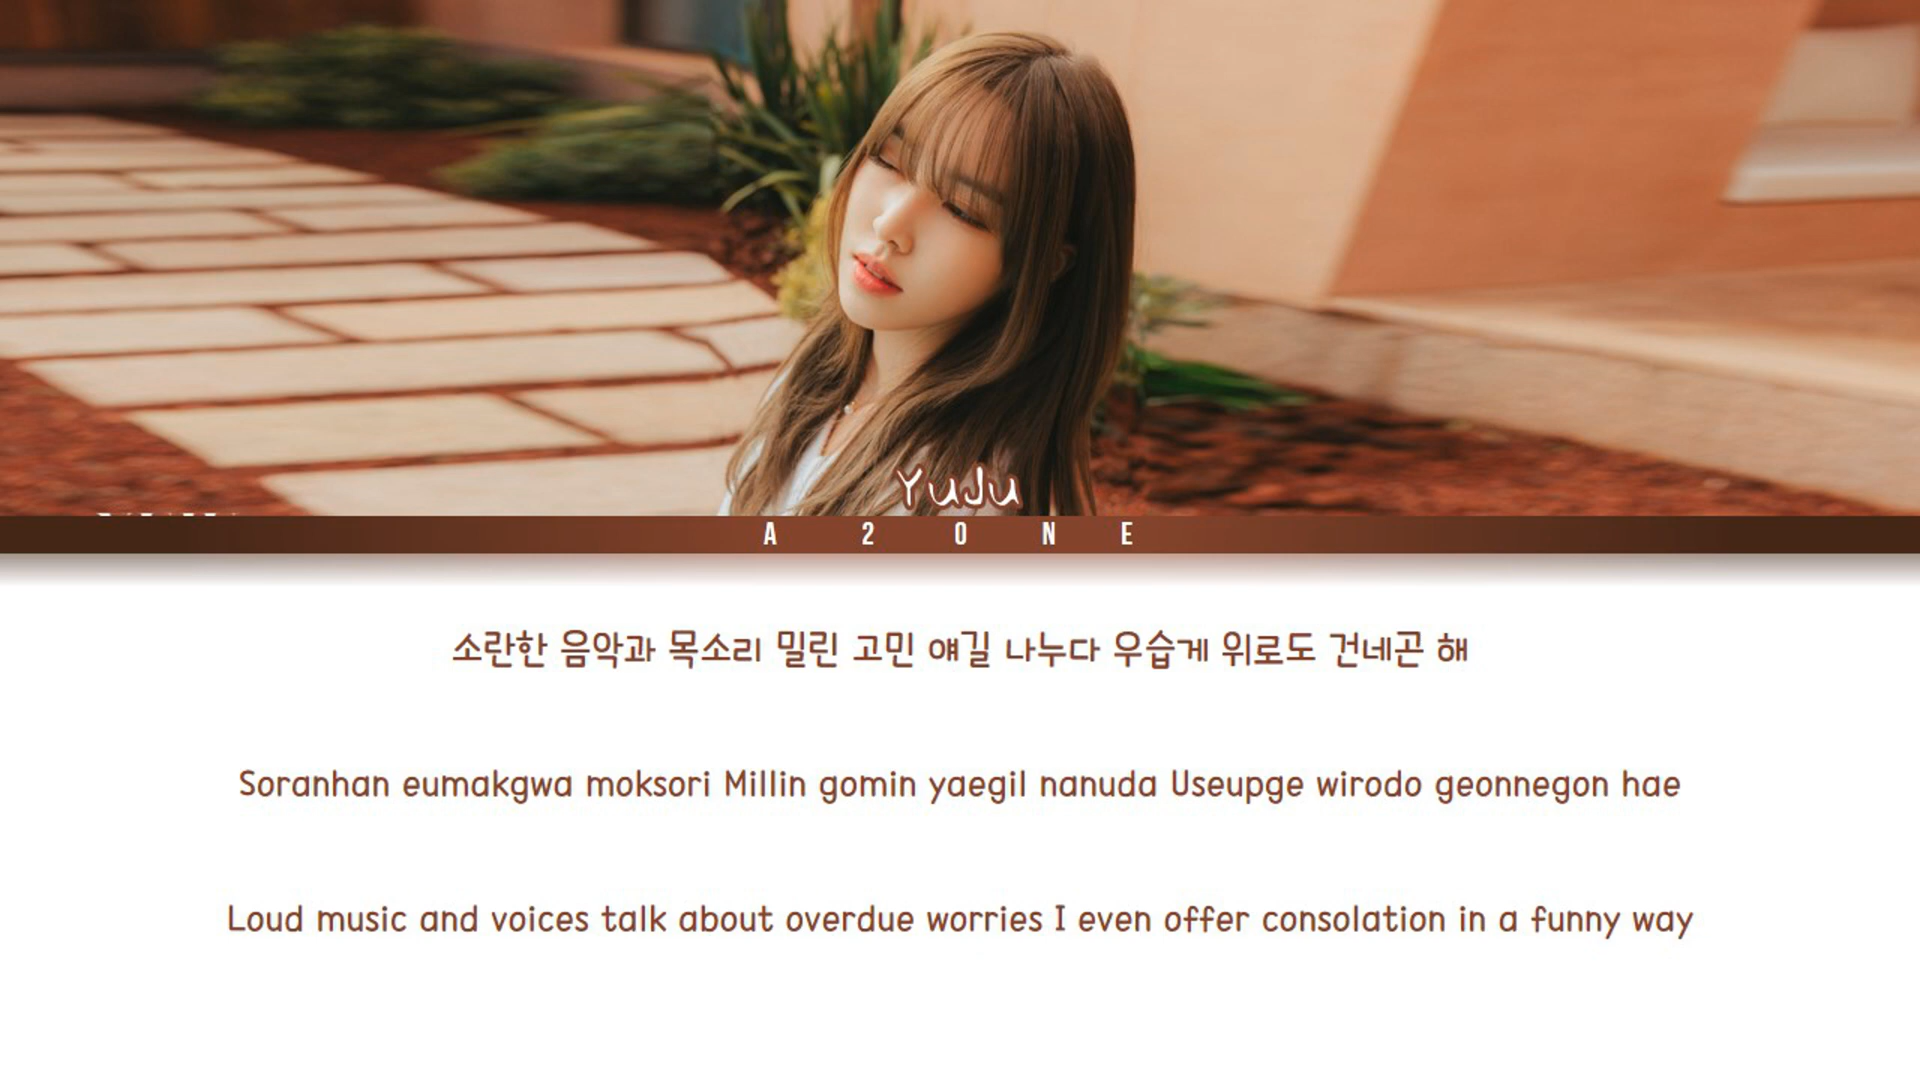 YuJu
A 2 O N E
소란한 음악과 목소리 밀린 고민 얘길 나누다 우습게 위로도 건네곤 해
Soranhan eumakgwa moksori Millin gomin yaegil nanuda Useupge wirodo geonnegon hae
Loud music and voices talk about overdue worries I even offer consolation in a funny way